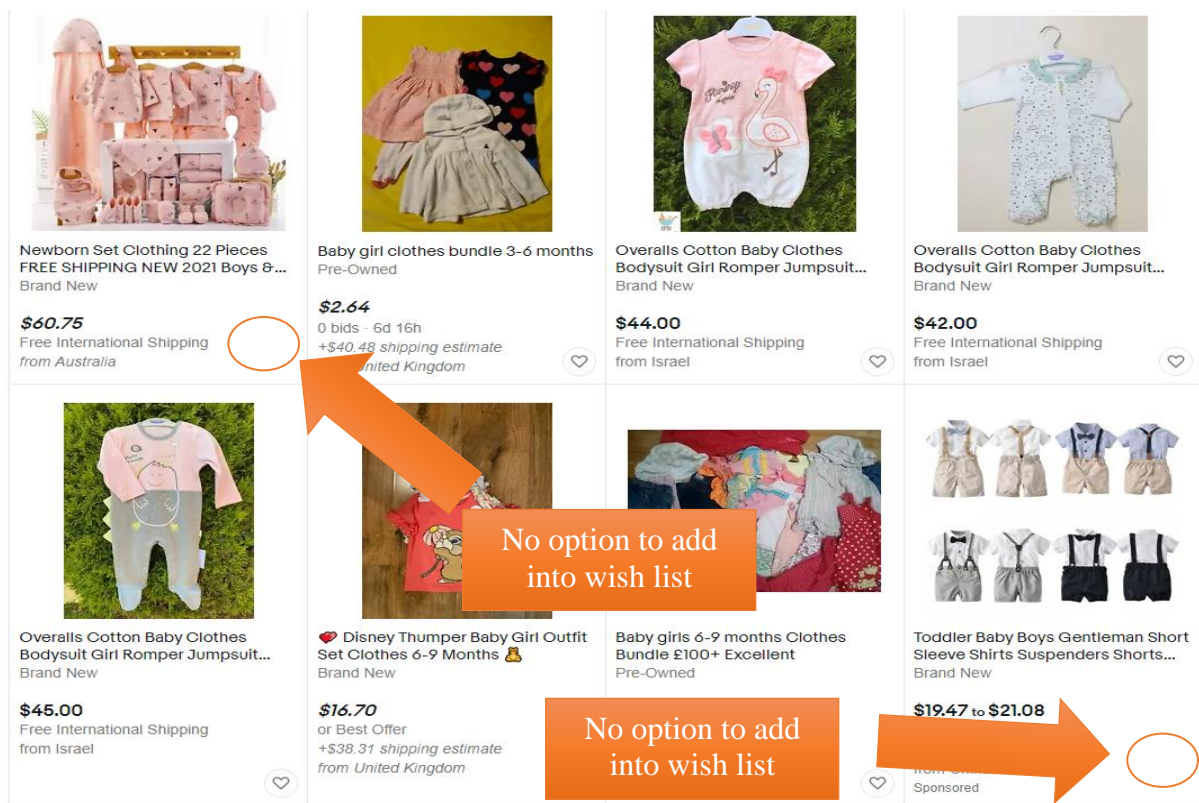 Newborn Set Clothing 22 Pieces
FREE SHIPPING NEW 2021 Boys &...
Brand New
$60.75
Free International Shipping
from Australia
Baby girl clothes bundle 3-6 months
Pre-Owned
$2.64
0 bids · 6d 16h
+$40.48 shipping estimate
United Kingdom
Flamingo
Overalls Cotton Baby Clothes
Bodysuit Girl Romper Jumpsuit...
Brand New
$44.00
Free International Shipping
from Israel
Overalls Cotton Baby Clothes
Bodysuit Girl Romper Jumpsuit...
Brand New
$42.00
Free International Shipping
from Israel
No option to add
into wish list
Overalls Cotton Baby Clothes
Bodysuit Girl Romper Jumpsuit...
Brand New
$45.00
Free International Shipping
from Israel
💕 Disney Thumper Baby Girl Outfit
Set Clothes 6-9 Months 🧸
Brand New
$16.70
or Best Offer
+$38.31 shipping estimate
from United Kingdom
Baby girls 6-9 months Clothes
Bundle £100+ Excellent
Pre-Owned
No option to add
into wish list
Toddler Baby Boys Gentleman Short
Sleeve Shirts Suspenders Shorts...
Brand New
$19.47 to $21.08
Sponsored